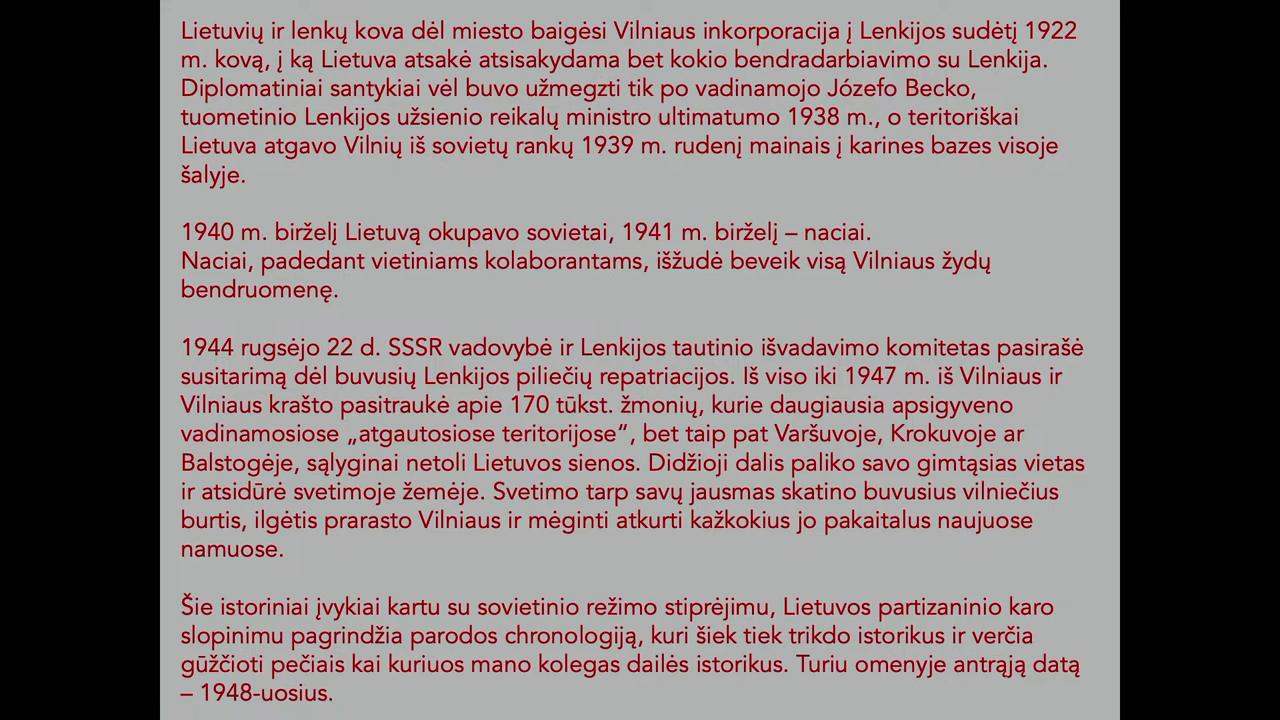 Lietuvių ir lenkų kova dėl miesto baigėsi Vilniaus inkorporacija į Lenkijos sudėtį 1922
m. kovą, į ką Lietuva atsakė atsisakydama bet kokio bendradarbiavimo su Lenkija.
Diplomatiniai santykiai vėl buvo užmegzti tik po vadinamojo Józefo Becko,
tuometinio Lenkijos užsienio reikalų ministro ultimatumo 1938 m., o teritoriškai
Lietuva atgavo Vilnių iš sovietų rankų 1939 m. rudenį mainais į karines bazes visoje
šalyje.
1940 m. birželį Lietuvą okupavo sovietai, 1941 m. birželį – naciai.
Naciai, padedant vietiniams kolaborantams, išžudė beveik visą Vilniaus žydų
bendruomenę.
1944 rugsėjo 22 d. SSSR vadovybė ir Lenkijos tautinio išvadavimo komitetas pasirašė
susitarimą dėl buvusių Lenkijos piliečių repatriacijos. Iš viso iki 1947 m. iš Vilniaus ir
Vilniaus krašto pasitraukė apie 170 tūkst. žmonių, kurie daugiausia apsigyveno
vadinamosiose „atgautosiose teritorijose“, bet taip pat Varšuvoje, Krokuvoje ar
Balstogėje, sąlyginai netoli Lietuvos sienos. Didžioji dalis paliko savo gimtąsias vietas
ir atsidūrė svetimoje žemėje. Svetimo tarp savų jausmas skatino buvusius vilniečius
burtis, ilgėtis prarasto Vilniaus ir mėginti atkurti kažkokius jo pakaitalus naujuose
namuose.
Šie istoriniai įvykiai kartu su sovietinio režimo stiprėjimu, Lietuvos partizaninio karo
slopinimu pagrindžia parodos chronologiją, kuri šiek tiek trikdo istorikus ir verčia
gūžčioti pečiais kai kuriuos mano kolegas dailės istorikus. Turiu omenyje antrąją datą
– 1948-uosius.